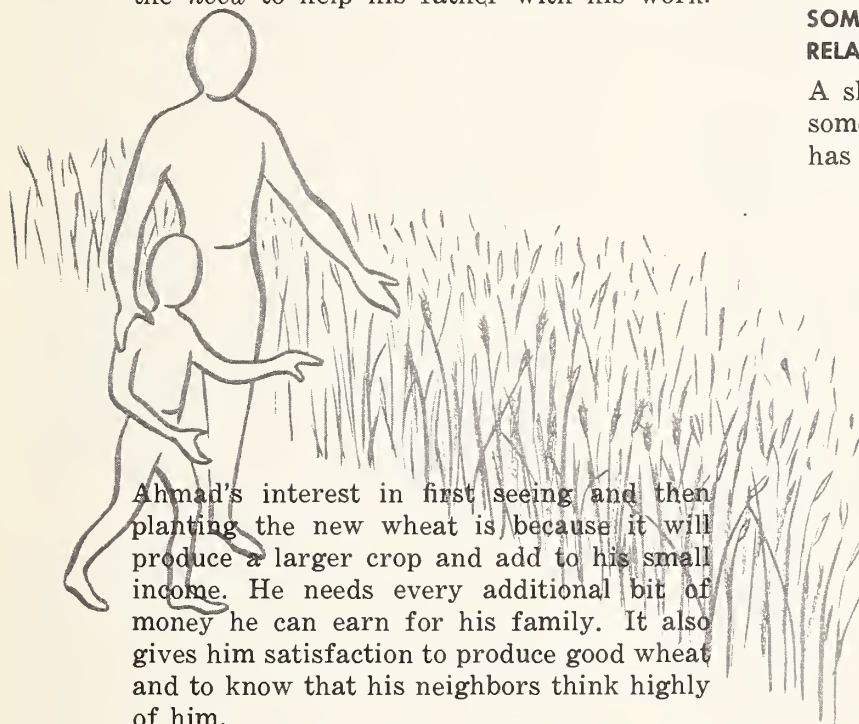 the need to help his father with his work.
Ahmad's interest in first seeing and then
planting the new wheat is because it will
produce a larger crop and add to his small
income. He needs every additional bit of
money he can earn for his family. It also
gives him satisfaction to produce good wheat
and to know that his neighbors think highly
of him.
SOM
RELA
A sl
som
has